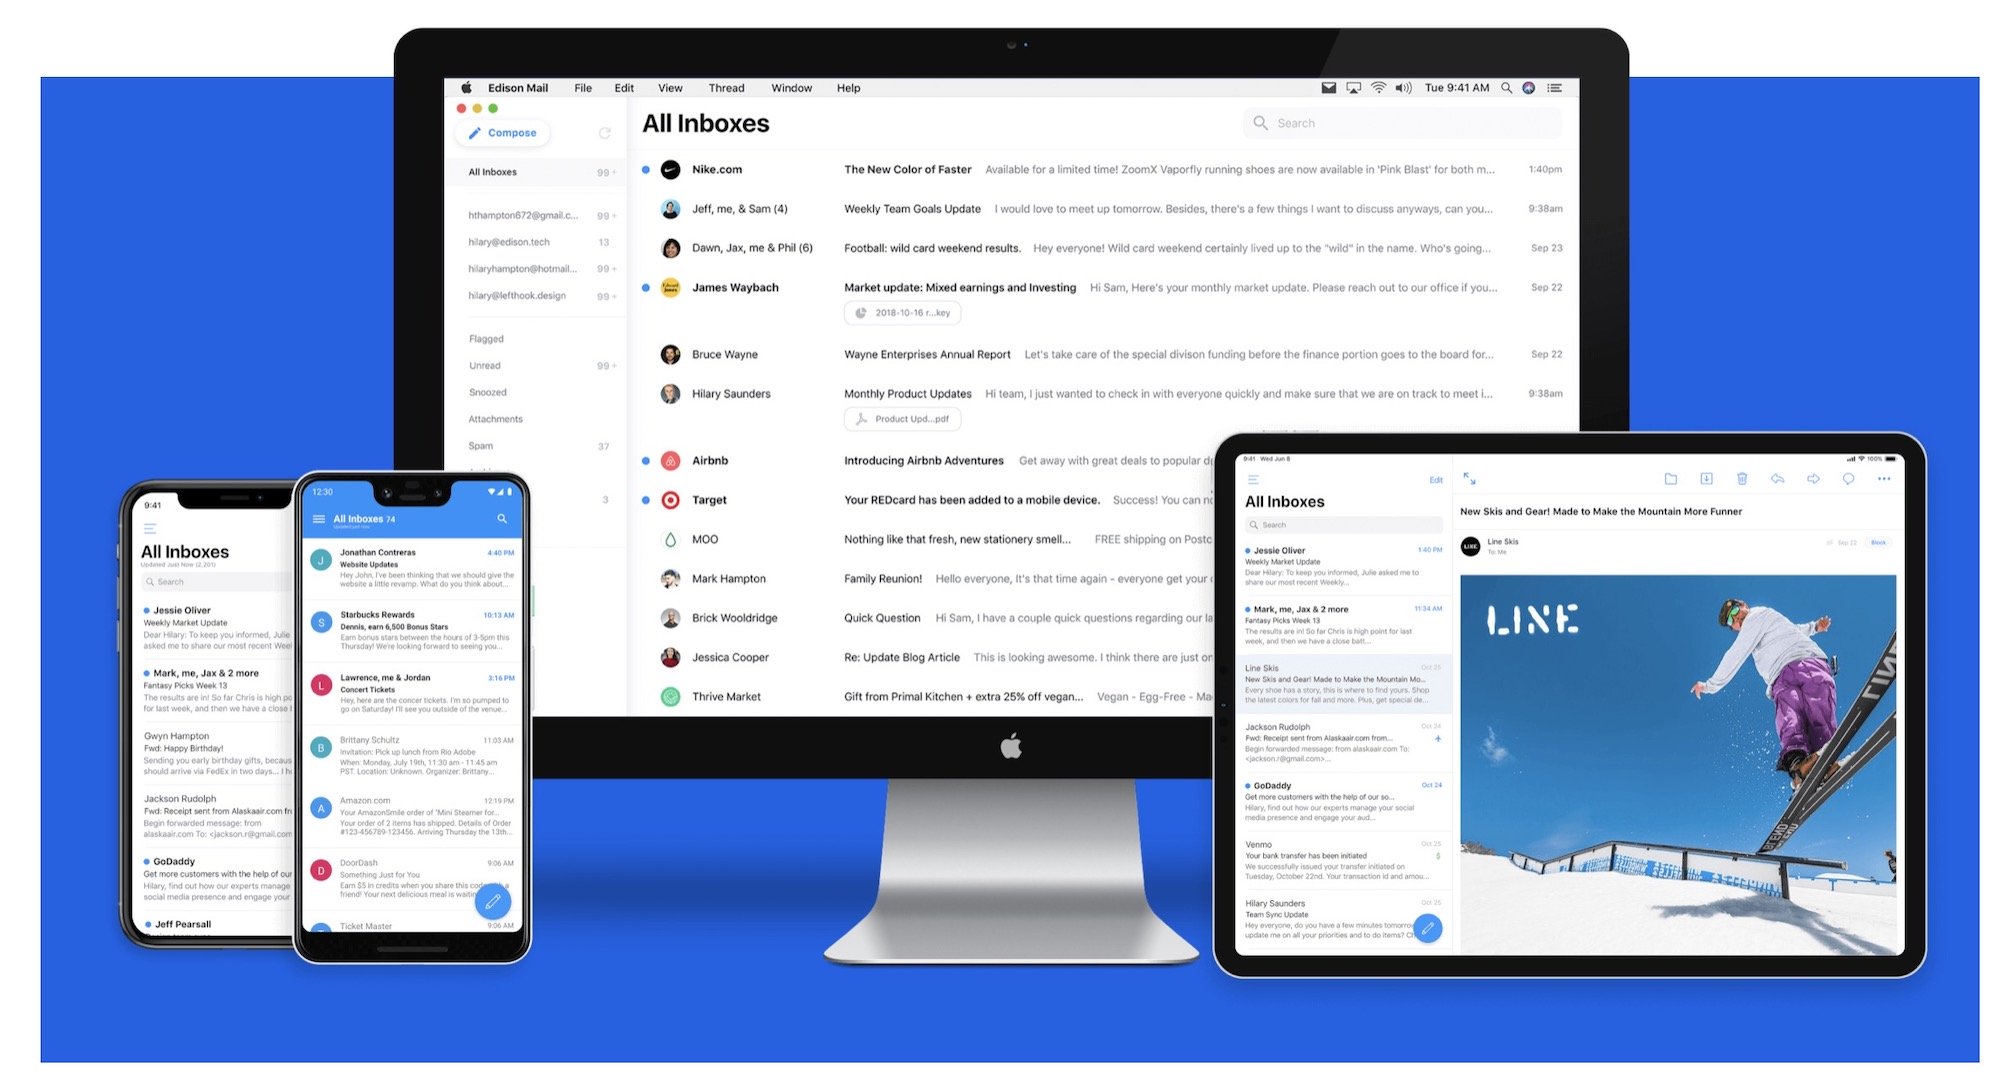 Edison Mail File Edit View Thread Window Help Tue 9:41 AM
Compose
All Inboxes
Search
All Inboxes 99+
hthampton672@gmail.c... 99+
hilary@edison.tech 13
hilaryhampton@hotmail... 99+
hilary@lefthook.design 99+
Flagged
Unread 99+
Snoozed
Attachments
Spam 37
3
Nike.com The New Color of Faster Available for a limited time! ZoomX Vaporfly running shoes are now available in 'Pink Blast' for both m... 1:40pm
Jeff, me, & Sam (4) Weekly Team Goals Update I would love to meet up tomorrow. Besides, there's a few things I want to discuss anyways, can you... 9:38am
Dawn, Jax, me & Phil (6) Football: wild card weekend results. Hey everyone! Wild card weekend certainly lived up to the "wild" in the name. Who's going... Sep 23
James Waybach Market update: Mixed earnings and Investing Hi Sam, Here's your monthly market update. Please reach out to our office if you... Sep 22
2018-10-16 r...key
Bruce Wayne Wayne Enterprises Annual Report Let's take care of the special divison funding before the finance portion goes to the board for... Sep 22
Hilary Saunders Monthly Product Updates Hi team, I just wanted to check in with everyone quickly and make sure that we are on track to meet i... 9:38am
Product Upd...pdf
Airbnb Introducing Airbnb Adventures Get away with great deals to popular
Target Your REDcard has been added to a mobile device. Success! You can
MOO Nothing like that fresh, new stationery smell... FREE shipping on
Mark Hampton Family Reunion! Hello everyone, It's that time again - everyone get your
Brick Wooldridge Quick Question Hi Sam, I have a couple quick questions regarding our
Jessica Cooper Re: Update Blog Article This is looking awesome. I think there are just
Thrive Market Gift from Primal Kitchen + extra 25% off vegan... Vegan - Egg-Free -
9:41
All Inboxes
Updated Just Now (2,201)
Search
Jessie Oliver
Weekly Market Update
Dear Hilary: To keep you informed, Julie
asked me to share our most recent
Mark, me, Jax & 2 more
Fantasy Picks Week 13
The results are in! So far Chris is high
for last week, and then we have a close
Gwyn Hampton
Fwd: Happy Birthday!
Sending you early birthday gifts,
should arrive via FedEx in two days... I
Jackson Rudolph
Fwd: Receipt sent from Alaskaair.com
Begin forwarded message: from
alaskaair.com To: <jackson.r@gmail.com
GoDaddy
Get more customers with the help of our
Hilary, find out how our experts manage
social media presence and engage your
Jeff Pearsall
12:30
All Inboxes 74
Updated just now
Jonathan Contreras 4:40 PM
J
Website Updates
Hey John, I've been thinking that we should give the
website a little revamp. What do you think about...
Starbucks Rewards 10:13 AM
S
Dennis, earn 6,500 Bonus Stars
Earn bonus stars between the hours of 3-5pm this
Thursday! We're looking forward to seeing you...
Lawrence, me & Jordan 3:16 PM
L
Concert Tickets
Hey, here are the concer tickets. I'm so pumped to
go on Saturday! I'll see you outside of the venue...
Brittany Schultz 11:03 AM
B
Invitation: Pick up lunch from Rio Adobe
When: Monday, July 19th, 11:30 am - 11:45 am
PST. Location: Unknown. Organizer: Brittany...
Amazon.com 12:19 PM
A
Your AmazonSmile order of "Mini Steamer for...
Your order of 2 items has shipped. Details of Order
#123-456789-123456. Arriving Thursday the 13th...
DoorDash 9:06 AM
D
Something Just for You
Earn $5 in credits when you share this code with a
friend! Your next delicious meal is
Ticket Master 9:06 AM
9:41 Wed Jun 8 100%
Edit
All Inboxes
Search
Jessie Oliver 1:40 PM
Weekly Market Update
Dear Hilary: To keep you informed, Julie asked me to
share our most recent Weekly...
Mark, me, Jax & 2 more 11:34 AM
Fantasy Picks Week 13
The results are in! So far Chris is high point for last
week, and then we have a close batt...
Line Skis Oct 25
New Skis and Gear! Made to Make the Mountain Mo...
Every shoe has a story, this is where to find yours. Shop
the latest colors for fall and more. Plus, get special de...
Jackson Rudolph Oct 24
Fwd: Receipt sent from Alaskaair.com from...
Begin forwarded message: from alaskaair.com To:
<jackson.r@gmail.com>...
GoDaddy Oct 24
Get more customers with the help of our so...
Hilary, find out how our experts manage your social
media presence and engage your aud...
Venmo Oct 25
Your bank transfer has been initiated
$
We successfully issued your transfer initiated on
Tuesday, October 22nd. Your transaction id and amou...
Hilary Saunders Oct 25
Team Sync Update
Hey everyone, do you have a few minutes
update me on all your priorities and to do items?
New Skis and Gear! Made to Make the Mountain More Funner
LINE
Line Skis
To: Me
Sep 22 Block
LINE